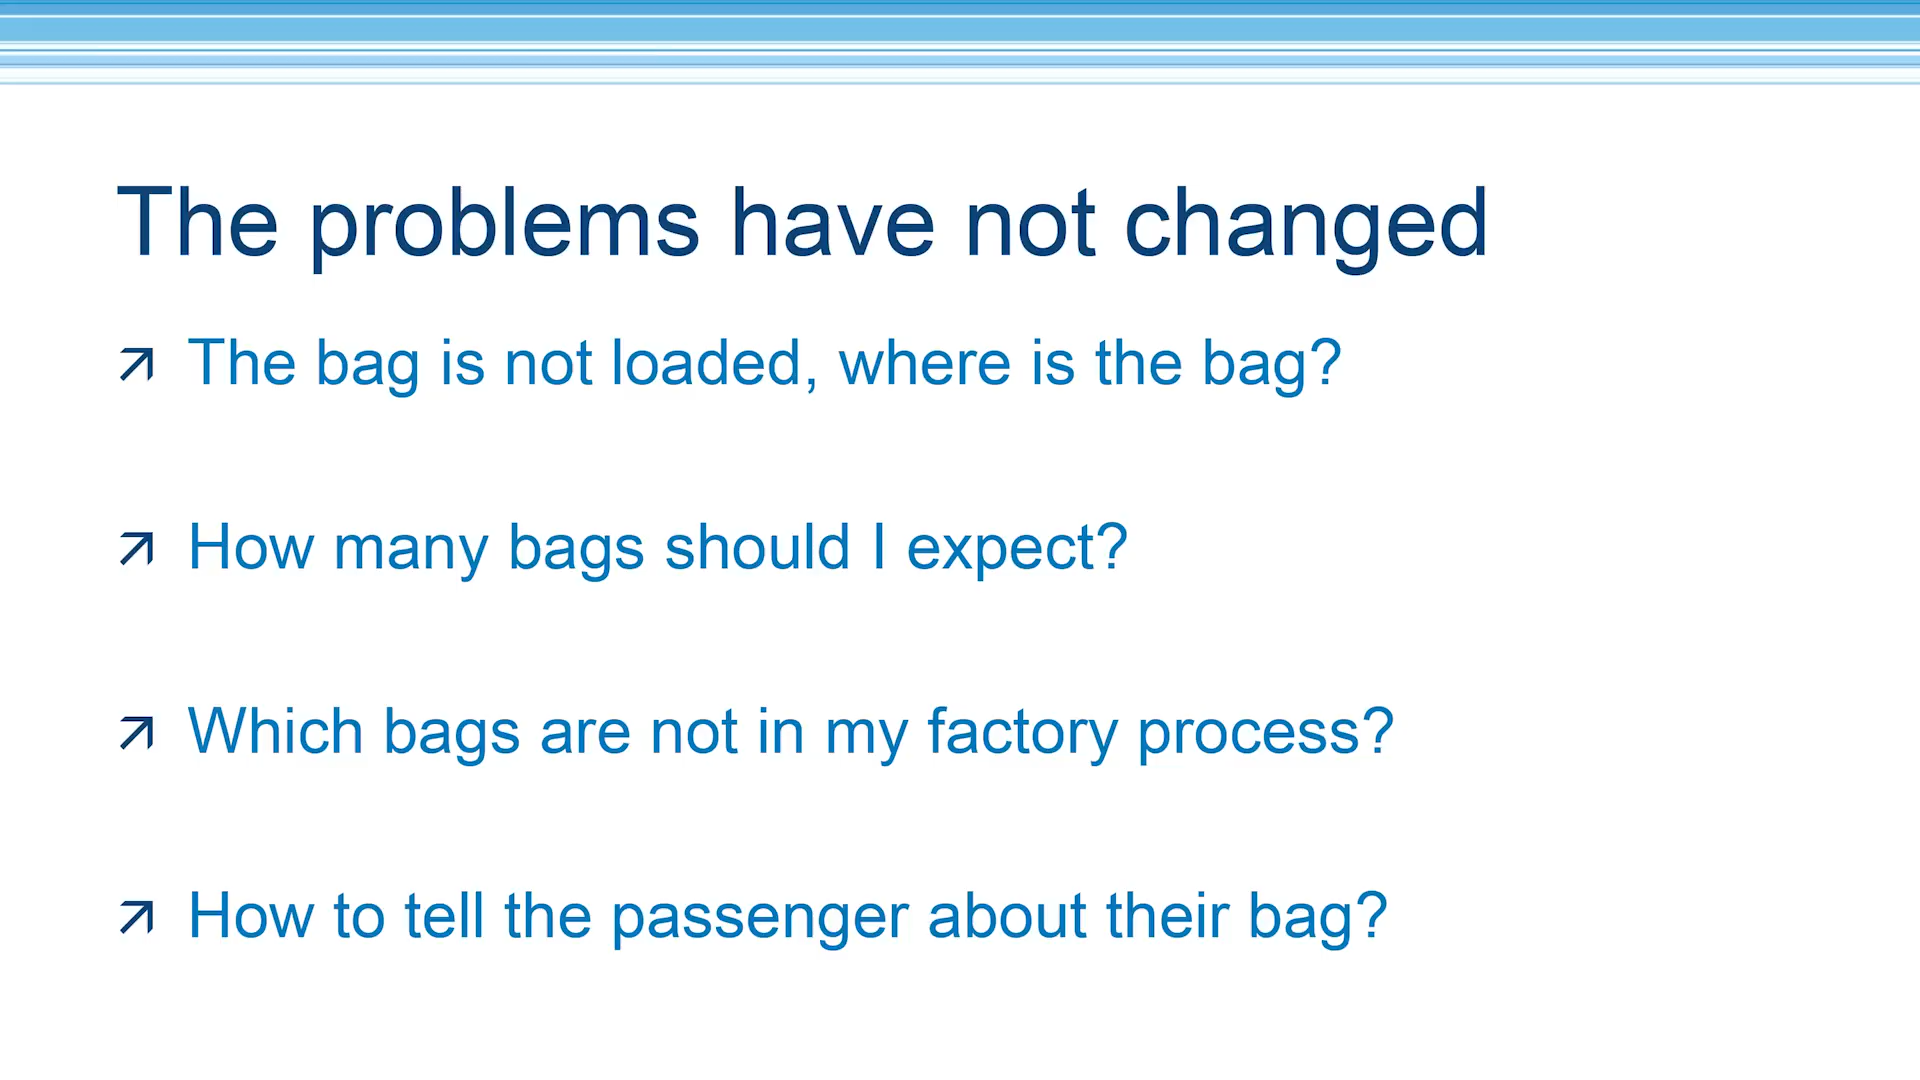 The problems have not changed
The bag is not loaded, where is the bag?
How many bags should I expect?
Which bags are not in my factory process?
How to tell the passenger about their bag?